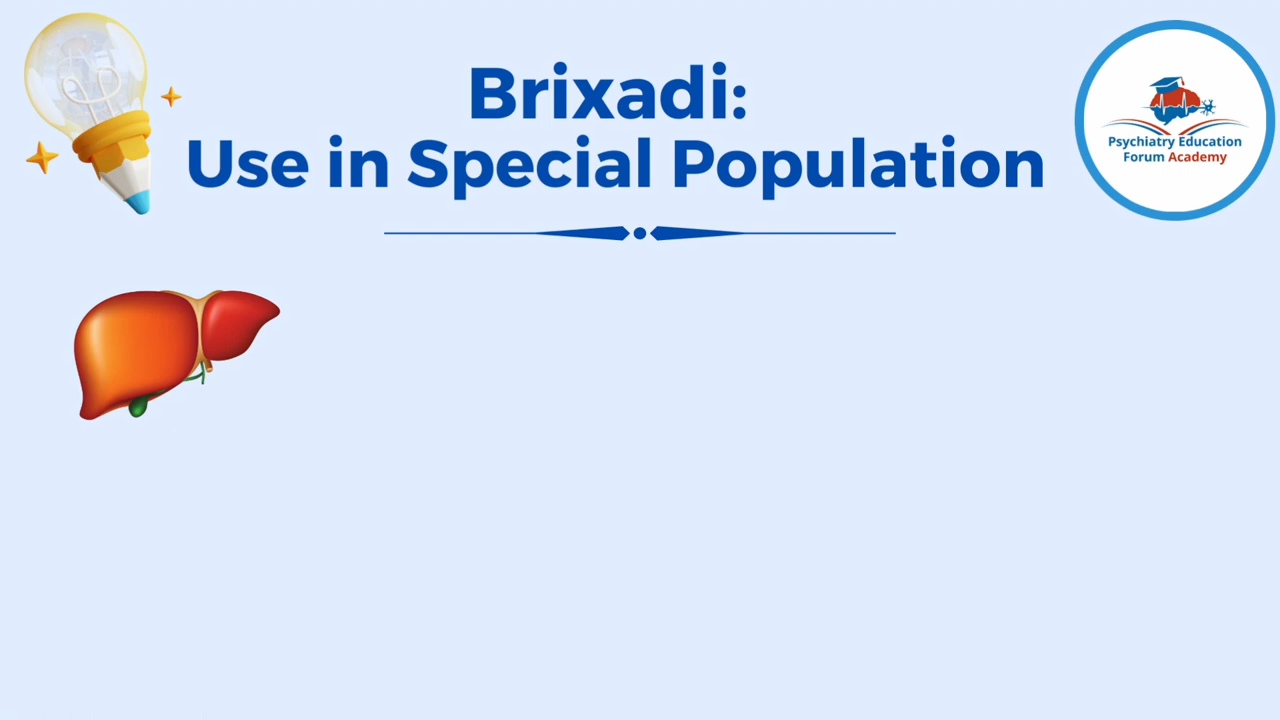 Brixadi:
Use in Special Population
Psychiatry Education
Forum Academy